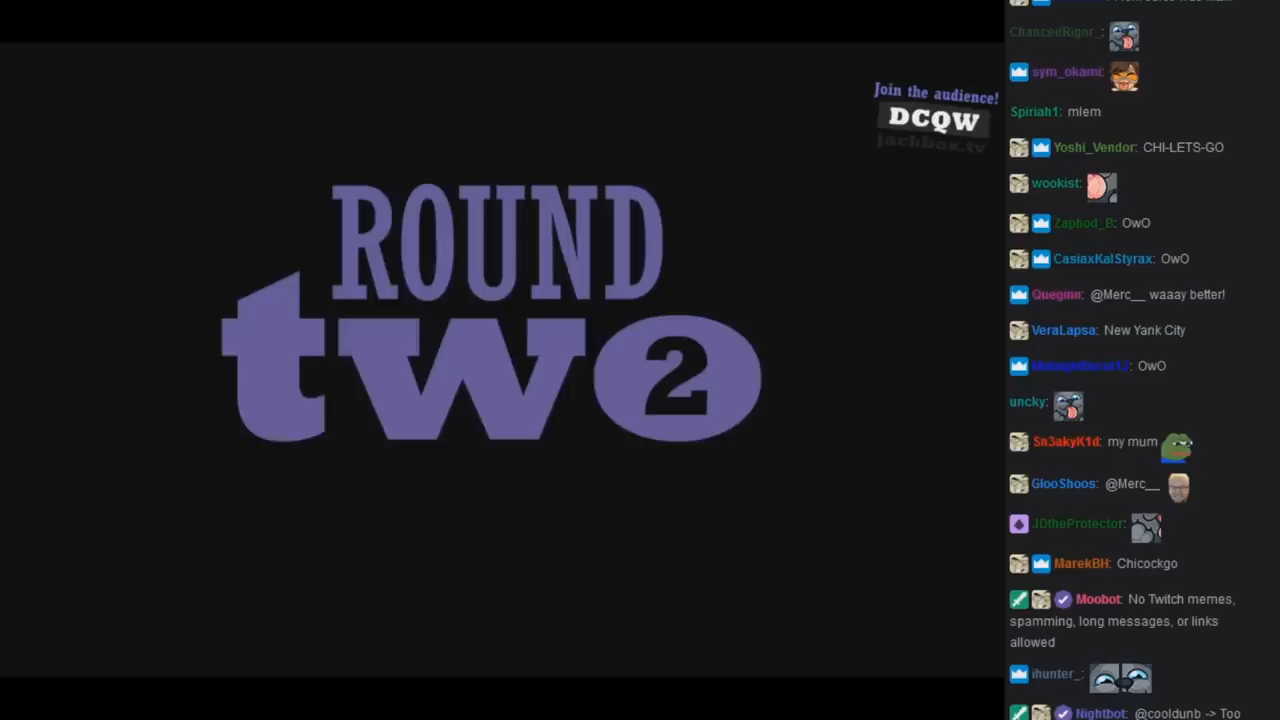 Join the audience!
DCQW
jackbox.tv
ROUND
two
2
ChancedRigor_:
sym_okami:
Spiriah1: mlem
Yoshi_Vendor: CHI-LETS-GO
wookist:
Zaphod_B: OwO
CasiaxKalStyrax: OwO
Queginn: @Merc__ waaay better!
VeraLapsa: New Yank City
: OwO
uncky:
Sn3akyK1d: my mum
GlooShoos: @Merc__
JDtheProtector:
MarekBH: Chicockgo
Moobot: No Twitch memes,
spamming, long messages, or links
allowed
ihunter_:
Nightbot: @cooldunb -> Too